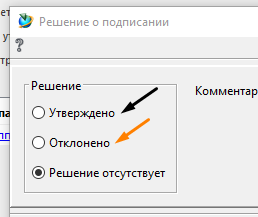 Решение о подписании
?
Решение
Комментар
Утверждено
Отклонено
Решение отсутствует